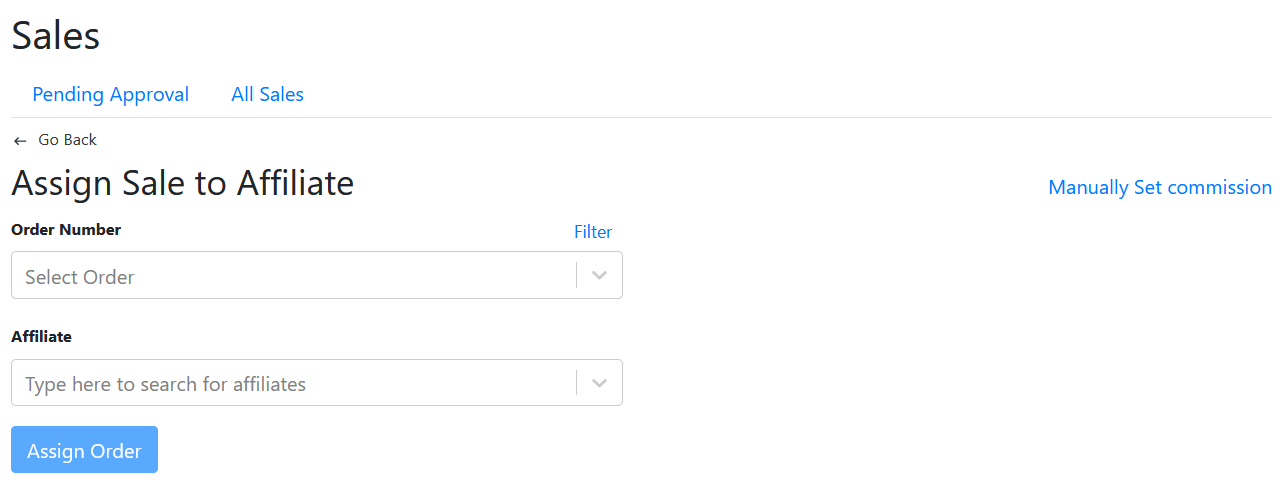 Sales
Pending Approval All Sales
← Go Back
Assign Sale to Affiliate
Manually Set commission
Order Number
Filter
Select Order
Affiliate
Type here to search for affiliates
Assign Order